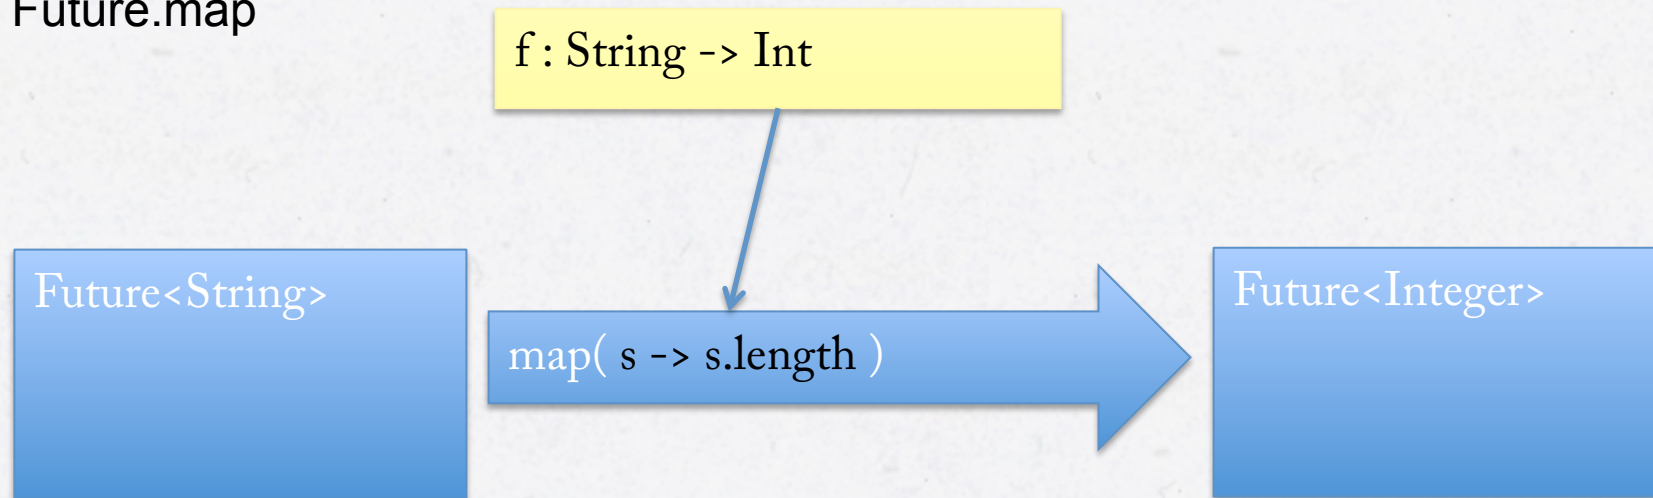 Future.map
f : String -> Int
Future<String>
map( s -> s.length )
Future<Integer>